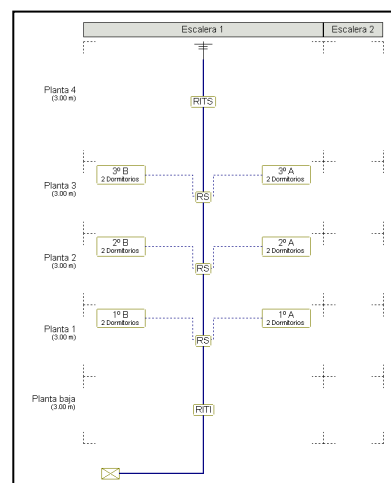 Escalera 1
Escalera 2
Planta 4
(3.00 m)
RITS
3º B
2 Dormitorios
3º A
2 Dormitorios
Planta 3
(3.00 m)
RS
2º B
2 Dormitorios
2º A
2 Dormitorios
Planta 2
(3.00 m)
RS
1º B
2 Dormitorios
1º A
2 Dormitorios
Planta 1
(3.00 m)
RS
Planta baja
(3.00 m)
RITI